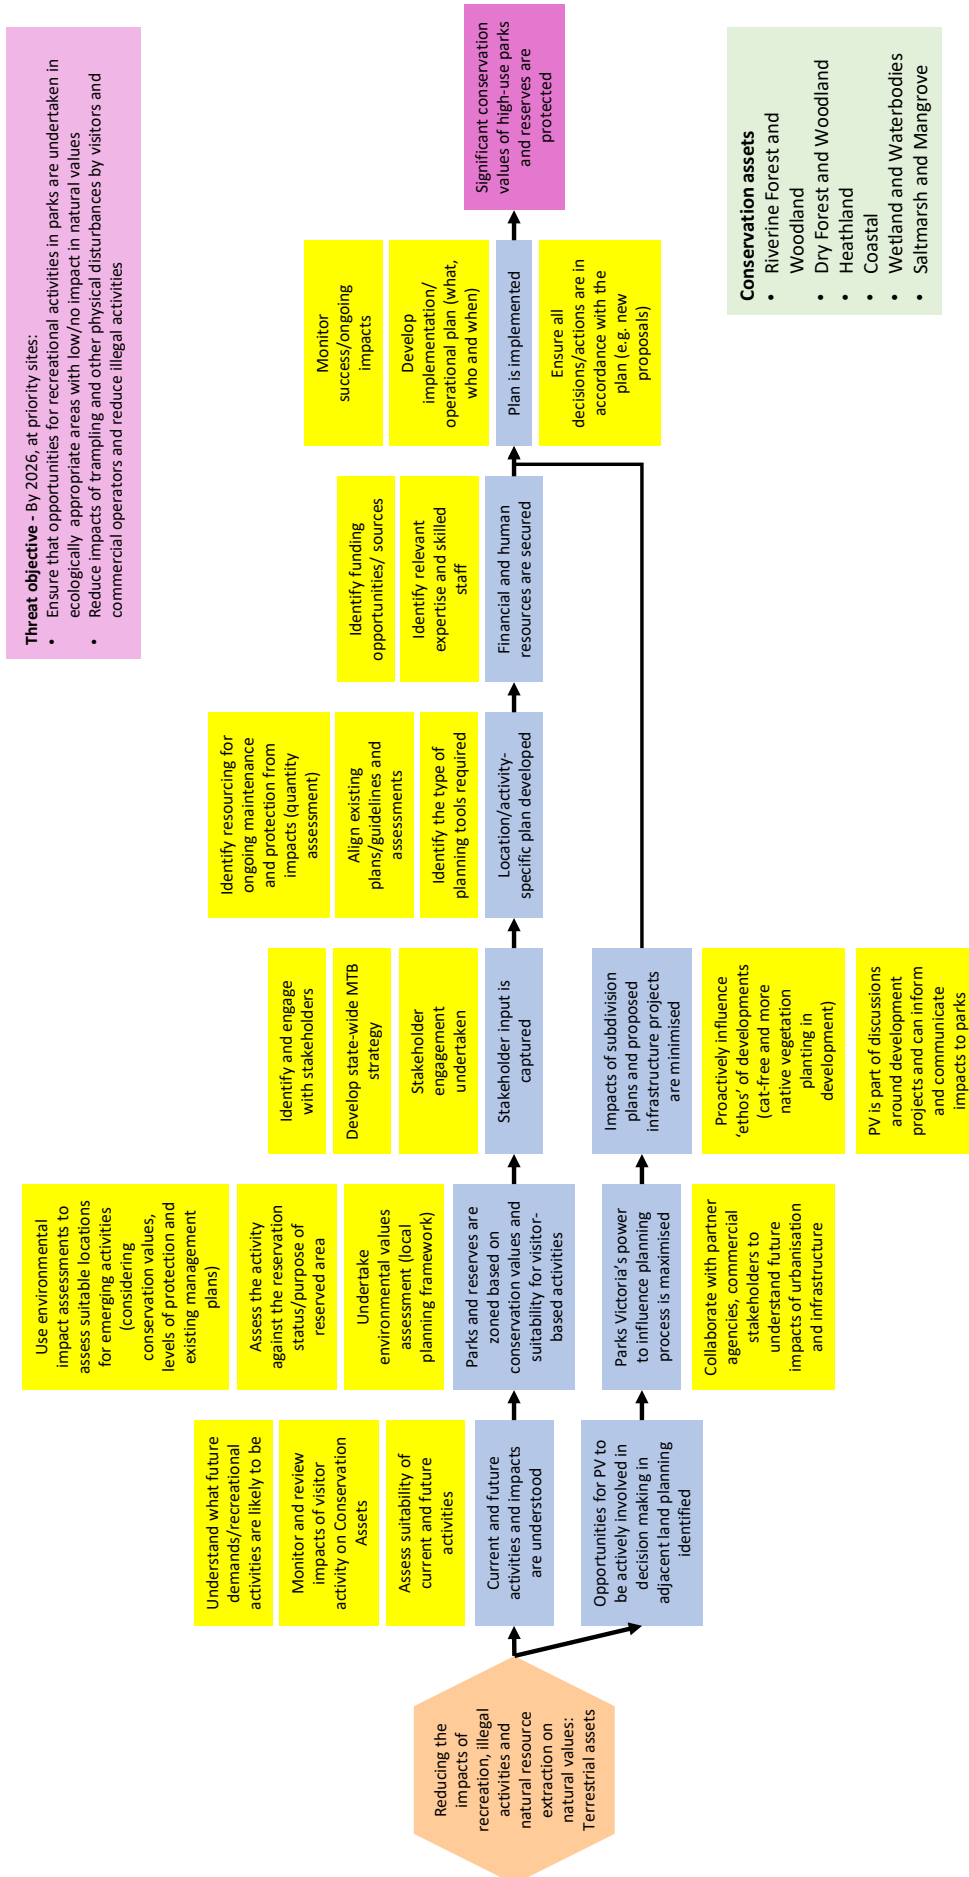 Threat objective - By 2026, at priority sites:
• Ensure that opportunities for recreational activities in parks are undertaken in
ecologically appropriate areas with low/no impact in natural values
• Reduce impacts of trampling and other physical disturbances by visitors and
commercial operators and reduce illegal activities
Reducing the
impacts of
recreation, illegal
activities and
natural resource
extraction on
natural values:
Terrestrial assets
Understand what future
demands/recreational
activities are likely to be
Monitor and review
impacts of visitor
activity on Conservation
Assets
Assess suitability of
current and future
activities
Current and future
activities and impacts
are understood
Opportunities for PV to
be actively involved in
decision making in
adjacent land planning
identified
Use environmental
impact assessments to
assess suitable locations
for emerging activities
(considering
conservation values,
levels of protection and
existing management
plans)
Assess the activity
against the reservation
status/purpose of
reserved area
Undertake
environmental values
assessment (local
planning framework)
Parks and reserves are
zoned based on
conservation values and
suitability for visitor-
based activities
Parks Victoria's power
to influence planning
process is maximised
Collaborate with partner
agencies, commercial
stakeholders to
understand future
impacts of urbanisation
and infrastructure
Identify and engage
with stakeholders
Develop state-wide MTB
strategy
Stakeholder
engagement
undertaken
Stakeholder input is
captured
Impacts of subdivision
plans and proposed
infrastructure projects
are minimised
Proactively influence
‘ethos’ of developments
(cat-free and more
native vegetation
planting in
development)
PV is part of discussions
around development
projects and can inform
and communicate
impacts to parks
Identify resourcing for
ongoing maintenance
and protection from
impacts (quantity
assessment)
Align existing
plans/guidelines and
assessments
Identify the type of
planning tools required
Location/activity-
specific plan developed
Identify funding
opportunities/ sources
Identify relevant
expertise and skilled
staff
Financial and human
resources are secured
Monitor
success/ongoing
impacts
Develop
implementation/
operational plan (what,
who and when)
Plan is implemented
Ensure all
decisions/actions are in
accordance with the
plan (e.g. new
proposals)
Significant conservation
values of high-use parks
and reserves are
protected
Conservation assets
• Riverine Forest and
Woodland
• Dry Forest and Woodland
• Heathland
• Coastal
• Wetland and Waterbodies
• Saltmarsh and Mangrove